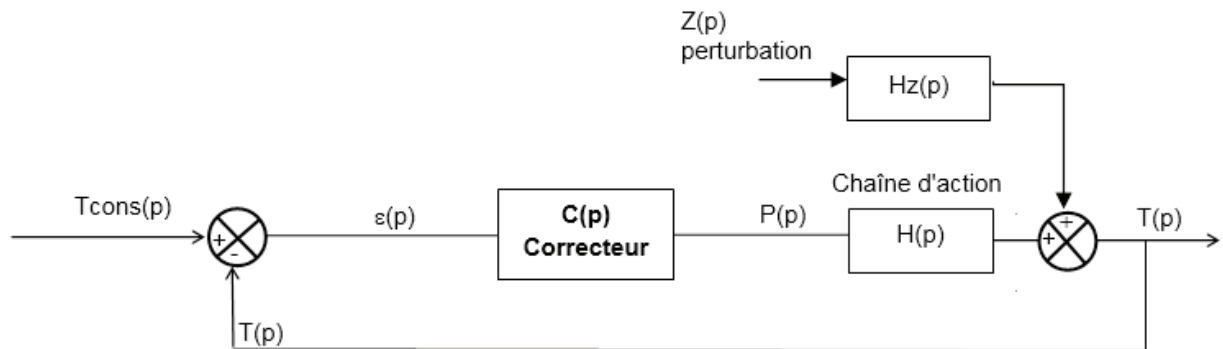 Z(p)
perturbation
Hz(p)
Chaîne d'action
Tcons(p)
ε(p)
C(p)
Correcteur
P(p)
H(p)
T(p)
+
-
+
+
T(p)